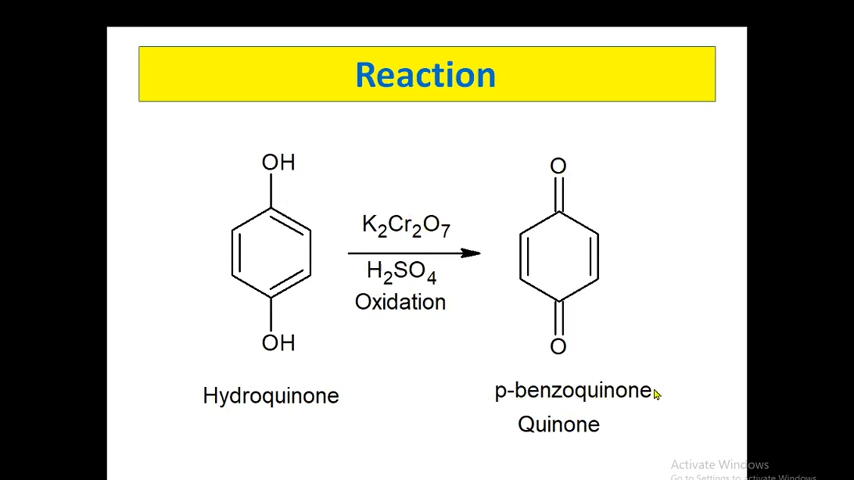 Reaction
OH
O
K2Cr2O7
H2SO4
Oxidation
OH
O
Hydroquinone
p-benzoquinone
Quinone
Activate Windows
Go to Settings to Activate Windows